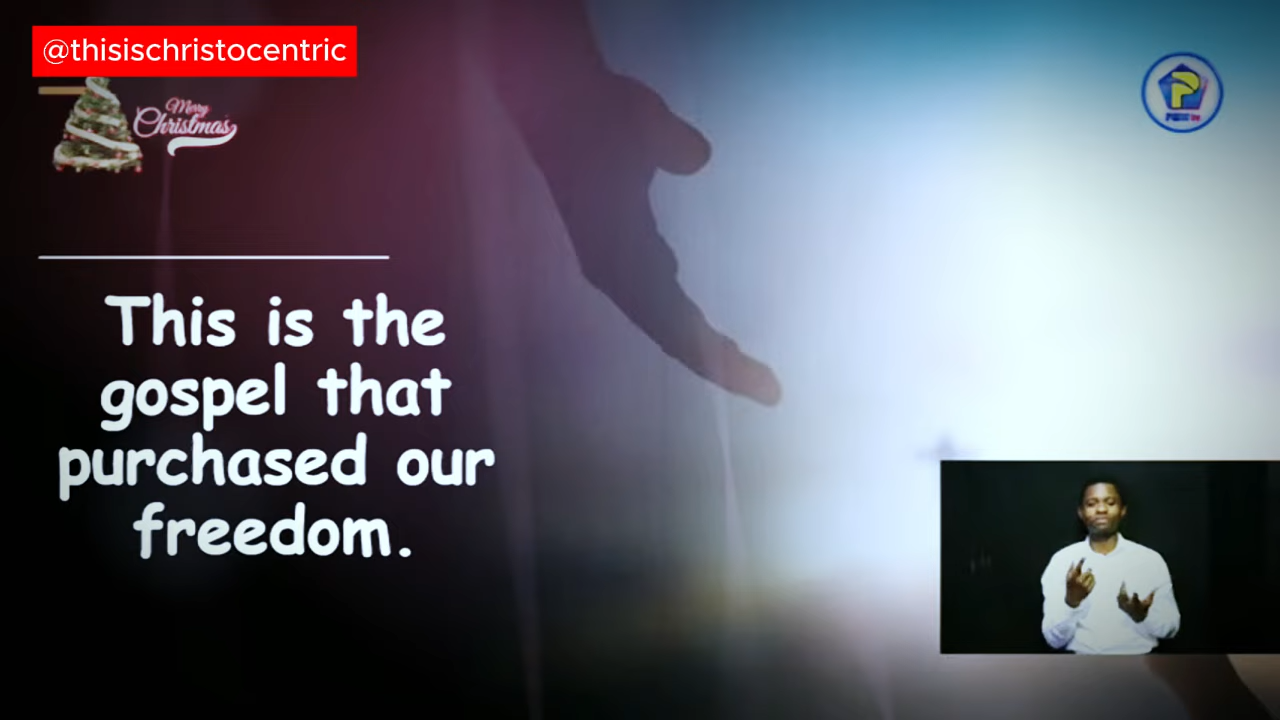 @thisischristocentric
Merry
Christmas
P
This is the
gospel that
purchased our
freedom.